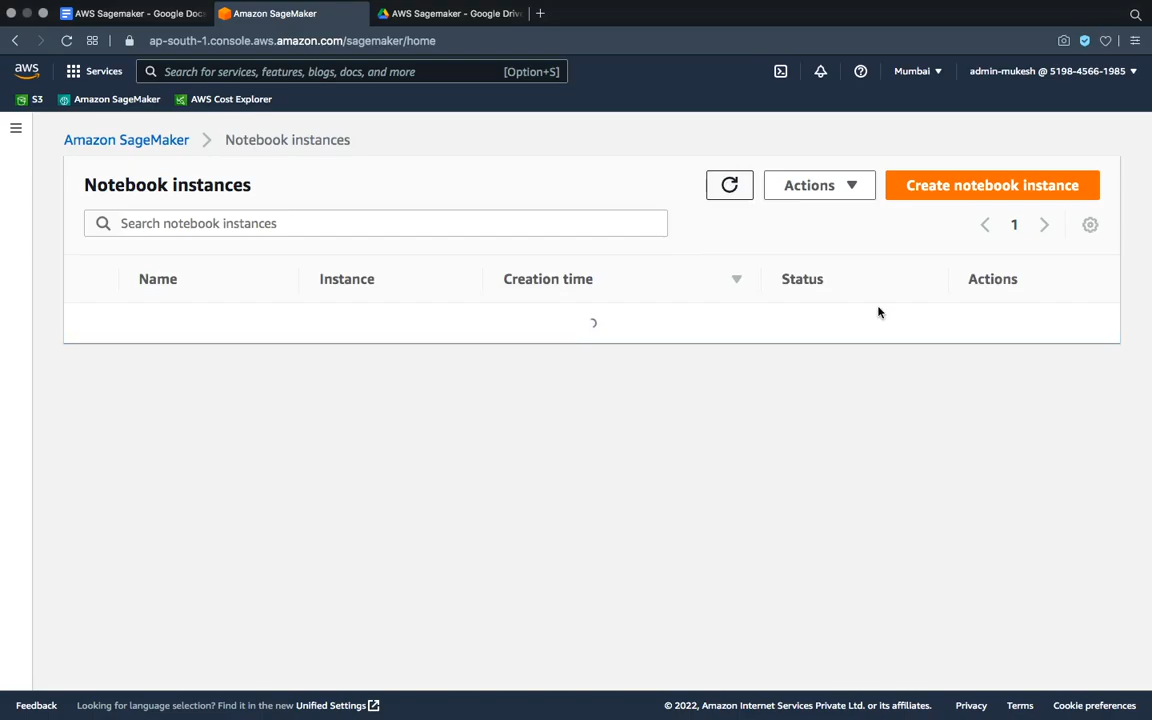 AWS Sagemaker - Google Doc
Amazon SageMaker
AWS Sagemaker - Google Driv
ap-south-1.console.aws.amazon.com/sagemaker/home
aws
Services
Search for services, features, blogs, docs, and more
[Option+S]
Mumbai
admin-mukesh @ 5198-4566-1985
S3
Amazon SageMaker
AWS Cost Explorer
Amazon SageMaker
Notebook instances
Notebook instances
Actions
Create notebook instance
Search notebook instances
1
Name
Instance
Creation time
Status
Actions
Feedback
Looking for language selection? Find it in the new Unified Settings
© 2022, Amazon Internet Services Private Ltd. or its affiliates.
Privacy
Terms
Cookie preferences